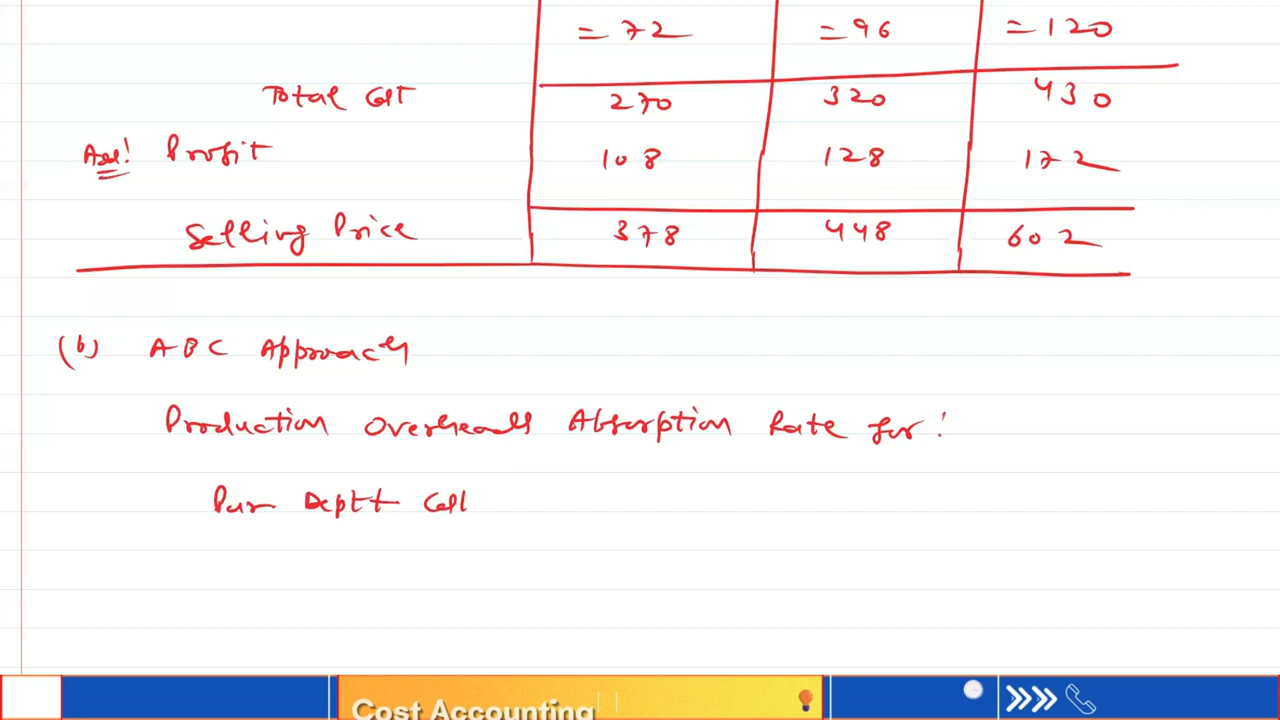 = 72 = 96 = 120
Total Cost 270 320 430
Add: Profit 108 128 172
Selling Price 378 448 602
(b) ABC Approach
Production Overheads Absorption Rate for:
Pur Deptt Cell
Cost Accounting